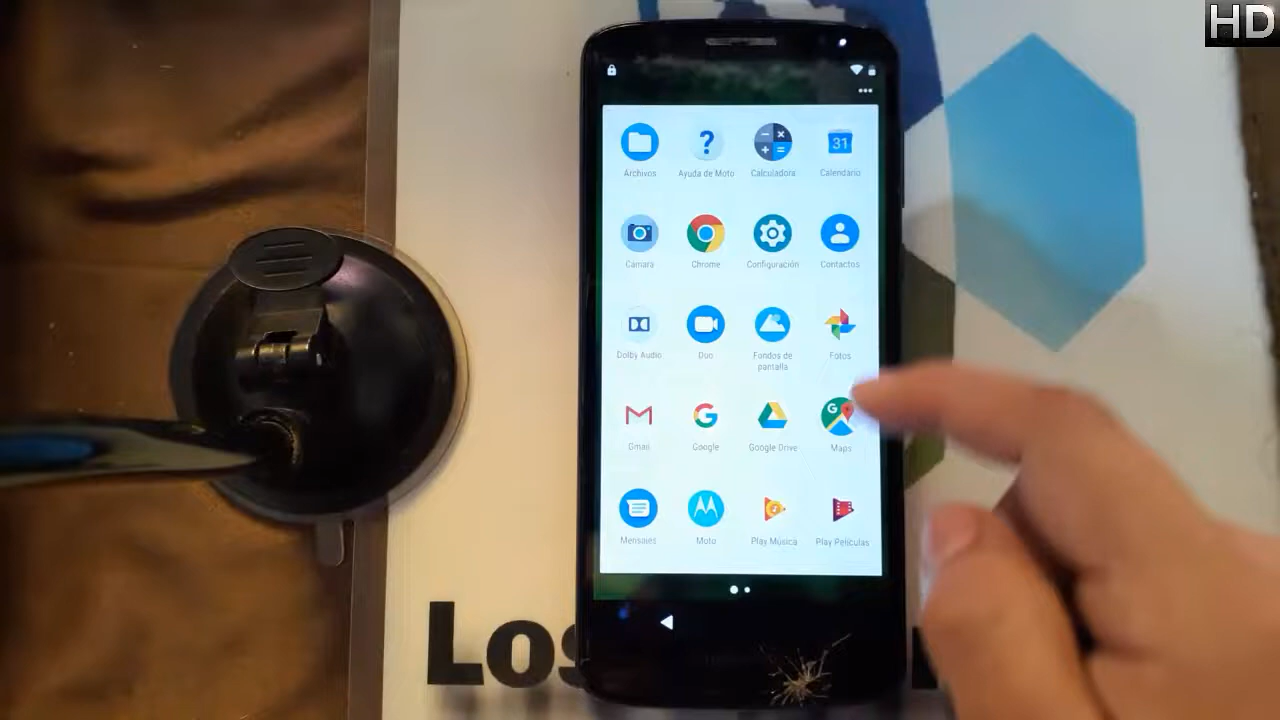 HD
Archivos
Ayuda de Moto
Calculadora
31
Calendario
Cámara
Chrome
Configuración
Contactos
Dolby Audio
Duo
Fondos de
pantalla
Fotos
Gmail
Google
Google Drive
Maps
Mensajes
Moto
Play Música
Play Películas
Los